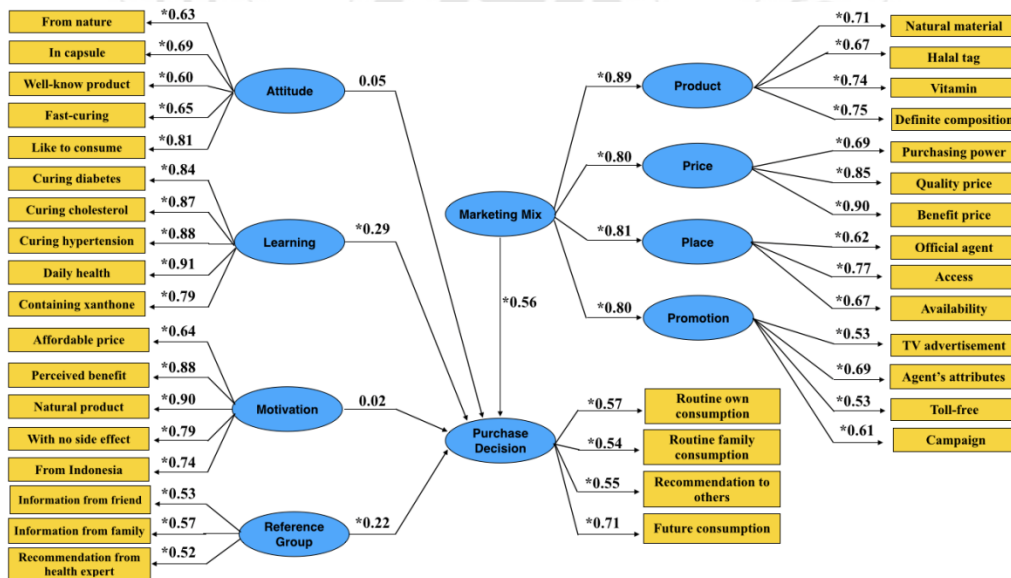 From nature
*0.63
In capsule
*0.69
Well-know product
*0.60
Fast-curing
*0.65
Like to consume
*0.81
Attitude
0.05
Curing diabetes
*0.84
Curing cholesterol
*0.87
Curing hypertension
*0.88
Daily health
*0.91
Containing xanthone
*0.79
Learning
*0.29
Affordable price
*0.64
Perceived benefit
*0.88
Natural product
*0.90
With no side effect
*0.79
From Indonesia
*0.74
Motivation
0.02
Information from friend
*0.53
Information from family
*0.57
Recommendation from
health expert
*0.52
Reference
Group
*0.22
Marketing Mix
*0.56
*0.89
Product
*0.71
Natural material
*0.67
Halal tag
*0.74
Vitamin
*0.75
Definite composition
*0.80
Price
*0.69
Purchasing power
*0.85
Quality price
*0.90
Benefit price
*0.81
Place
*0.62
Official agent
*0.77
Access
*0.67
Availability
*0.80
Promotion
*0.53
TV advertisement
*0.69
Agent's attributes
*0.53
Toll-free
*0.61
Campaign
Purchase
Decision
*0.57
Routine own
consumption
*0.54
Routine family
consumption
*0.55
Recommendation to
others
*0.71
Future consumption